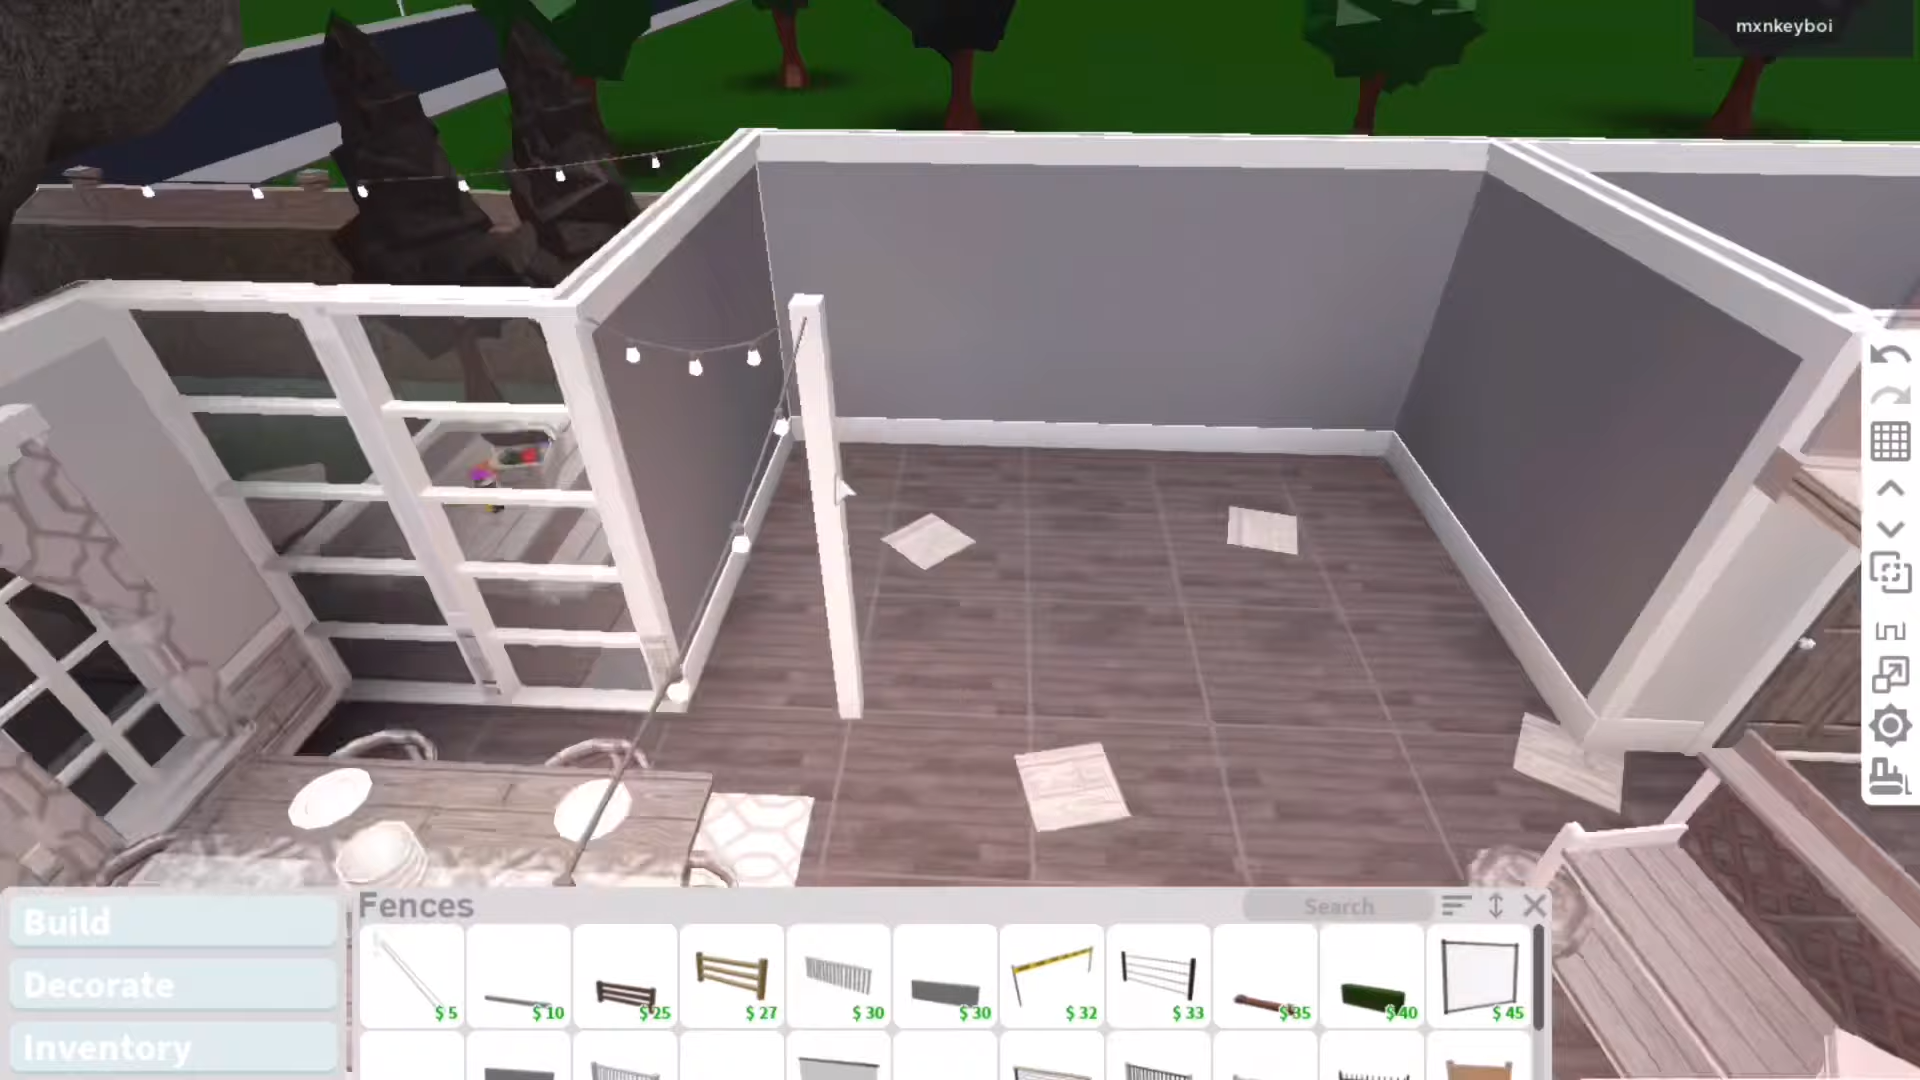 mxnkeyboi
Build
Decorate
Inventory
Fences
Search
$ 5
$ 10
$ 25
$ 27
$ 30
$ 30
$ 32
$ 33
$ 35
$ 40
$ 45